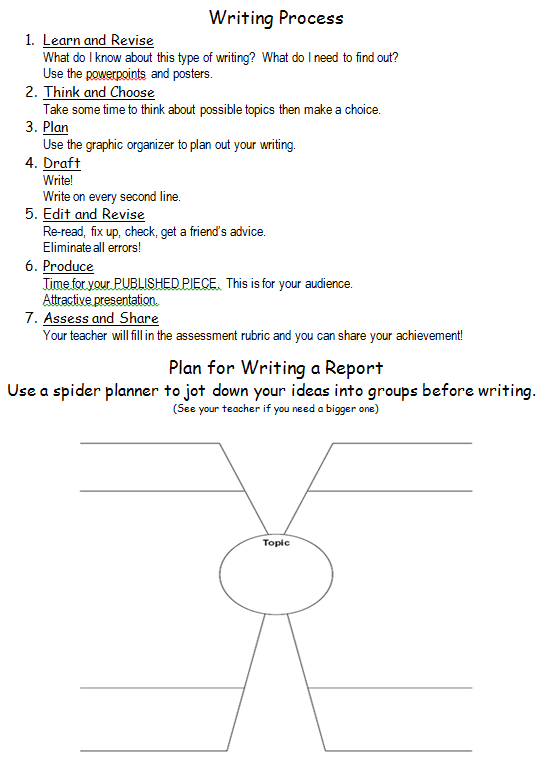 Writing Process
1. Learn and Revise
What do I know about this type of writing? What do I need to find out?
Use the powerpoints and posters.
2. Think and Choose
Take some time to think about possible topics then make a choice.
3. Plan
Use the graphic organizer to plan out your writing.
4. Draft
Write!
Write on every second line.
5. Edit and Revise
Re-read, fix up, check, get a friend's advice.
Eliminate all errors!
6. Produce
Time for your PUBLISHED PIECE. This is for your audience.
Attractive presentation.
7. Assess and Share
Your teacher will fill in the assessment rubric and you can share your achievement!
Plan for Writing a Report
Use a spider planner to jot down your ideas into groups before writing.
(See your teacher if you need a bigger one)
Topic